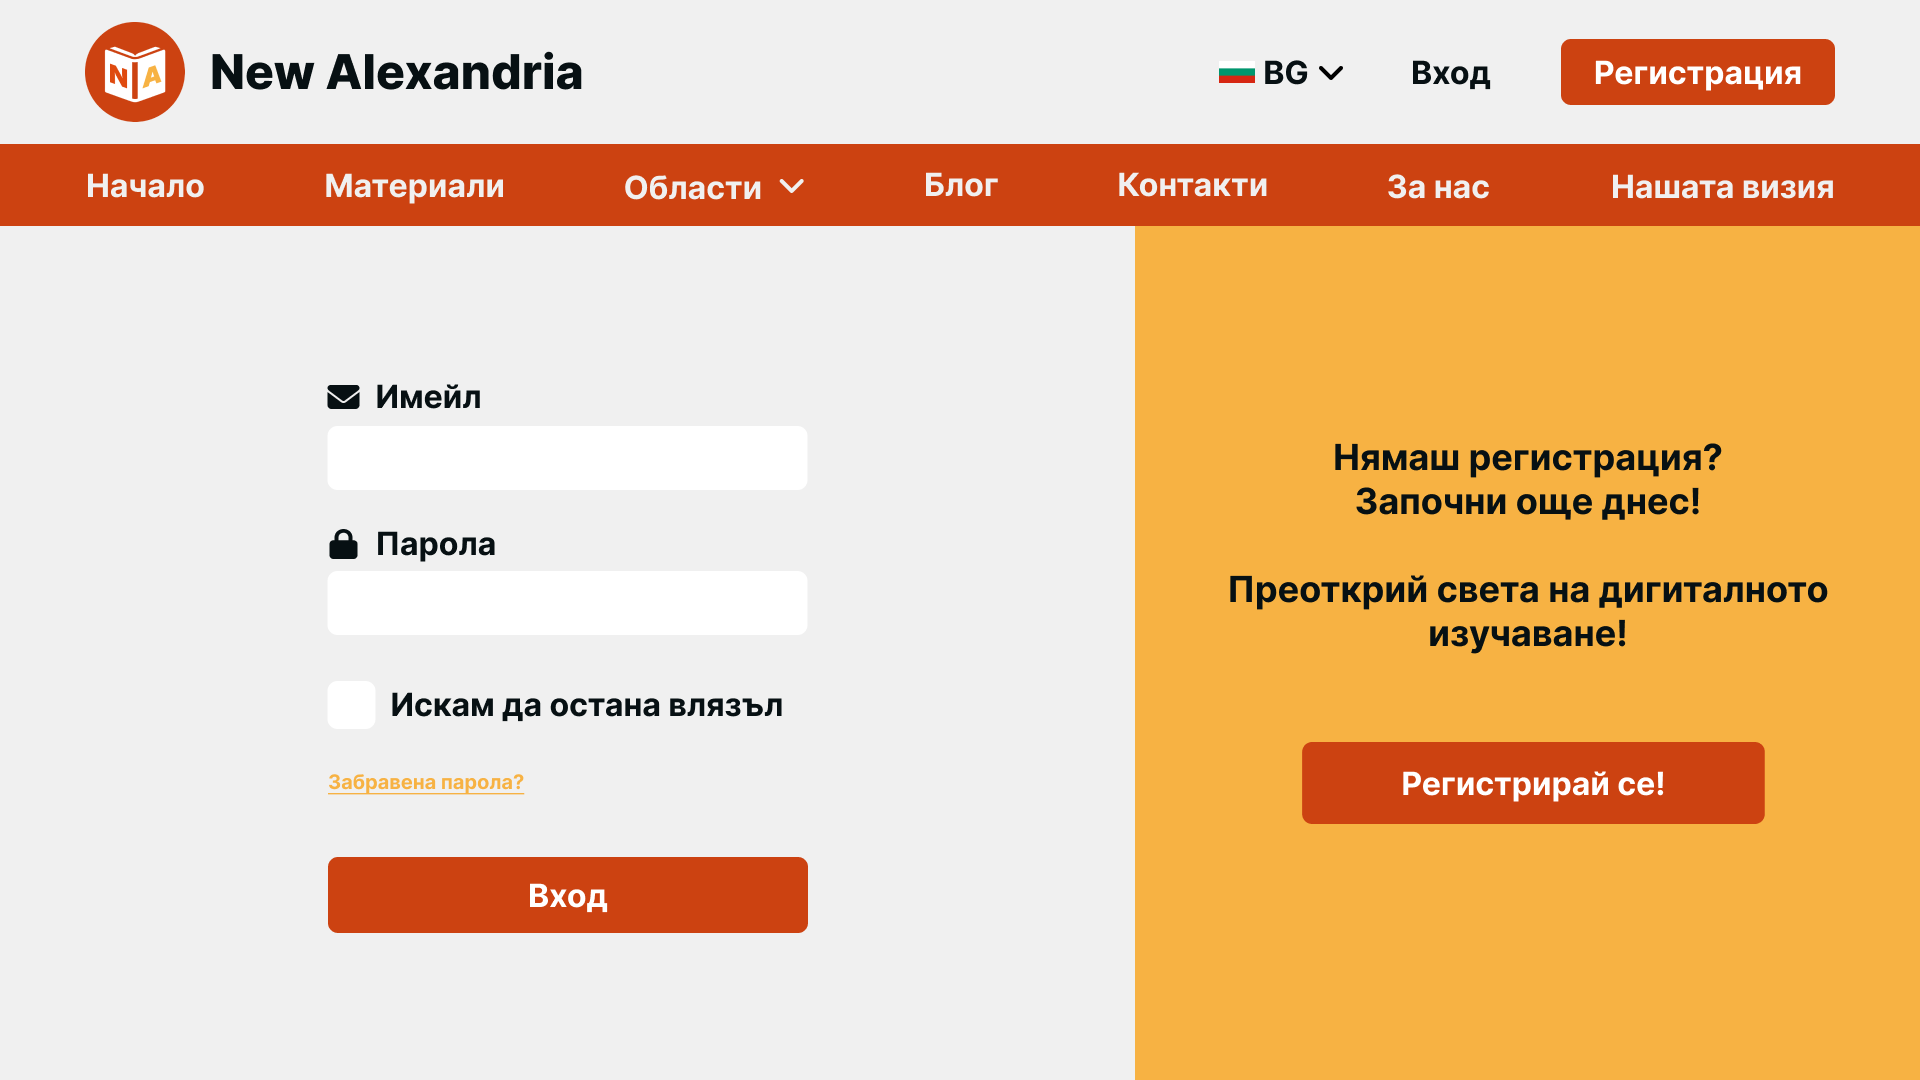 N A
New Alexandria
BG
Вход
Регистрация
Начало
Материали
Области
Блог
Контакти
За нас
Нашата визия
Имейл
Парола
Искам да остана влязъл
Забравена парола?
Вход
Нямаш регистрация?
Започни още днес!
Преоткрий света на дигиталното
изучаване!
Регистрирай се!